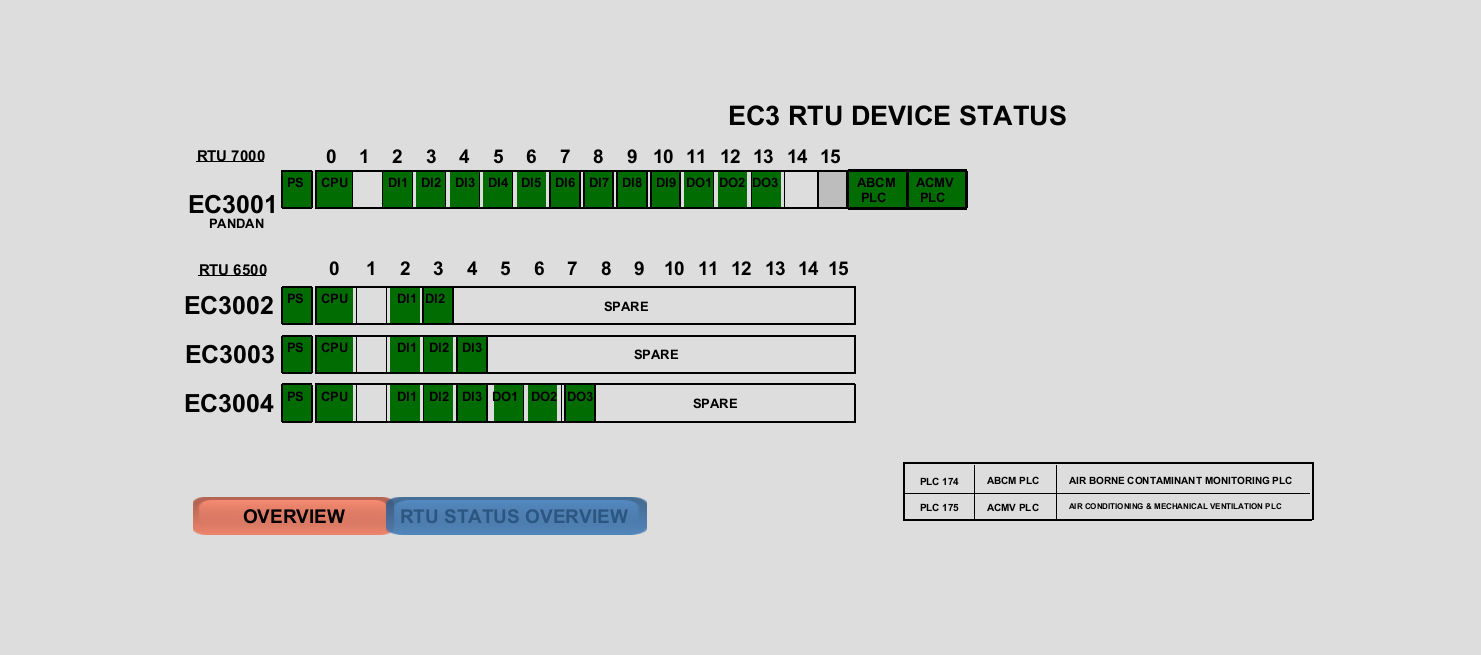 EC3 RTU DEVICE STATUS
RTU 7000 0 1 2 3 4 5 6 7 8 9 10 11 12 13 14 15
EC3001 PS CPU DI1 DI2 DI3 DI4 DI5 DI6 DI7 DI8 DI9 DO1 DO2 DO3 ABCM PLC ACMV PLC
PANDAN
RTU 6500 0 1 2 3 4 5 6 7 8 9 10 11 12 13 14 15
EC3002 PS CPU DI1 DI2 SPARE
EC3003 PS CPU DI1 DI2 DI3 SPARE
EC3004 PS CPU DI1 DI2 DI3 DO1 DO2 DO3 SPARE
PLC 174 ABCM PLC AIR BORNE CONTAMINANT MONITORING PLC
PLC 175 ACMV PLC AIR CONDITIONING & MECHANICAL VENTILATION PLC
OVERVIEW RTU STATUS OVERVIEW